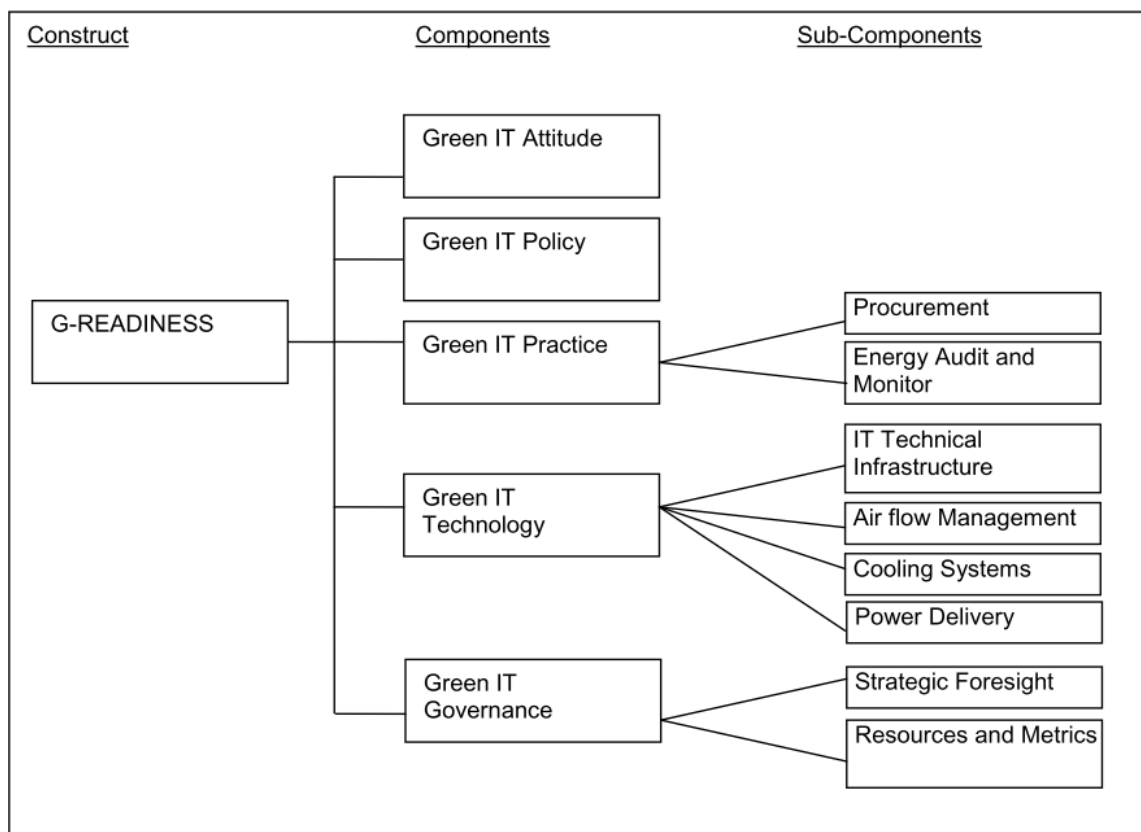 Construct
Components
Sub-Components
Green IT Attitude
Green IT Policy
G-READINESS
Green IT Practice
Procurement
Energy Audit and
Monitor
IT Technical
Infrastructure
Green IT
Technology
Air flow Management
Cooling Systems
Power Delivery
Green IT
Governance
Strategic Foresight
Resources and Metrics